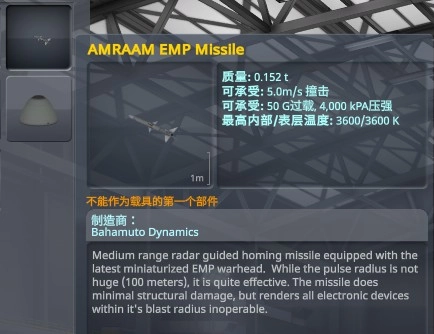 AMRAAM EMP Missile
质量: 0.152 t
可承受: 5.0m/s 撞击
可承受: 50 G过载, 4,000 kPA压强
最高内部/表层温度: 3600/3600 K
1m
不能作为载具的第一个部件
制造商：
Bahamuto Dynamics
Medium range radar guided homing missile equipped with the
latest miniaturized EMP warhead.  While the pulse radius is not
huge (100 meters), it is quite effective. The missile does
minimal structural damage, but renders all electronic devices
within it's blast radius inoperable.